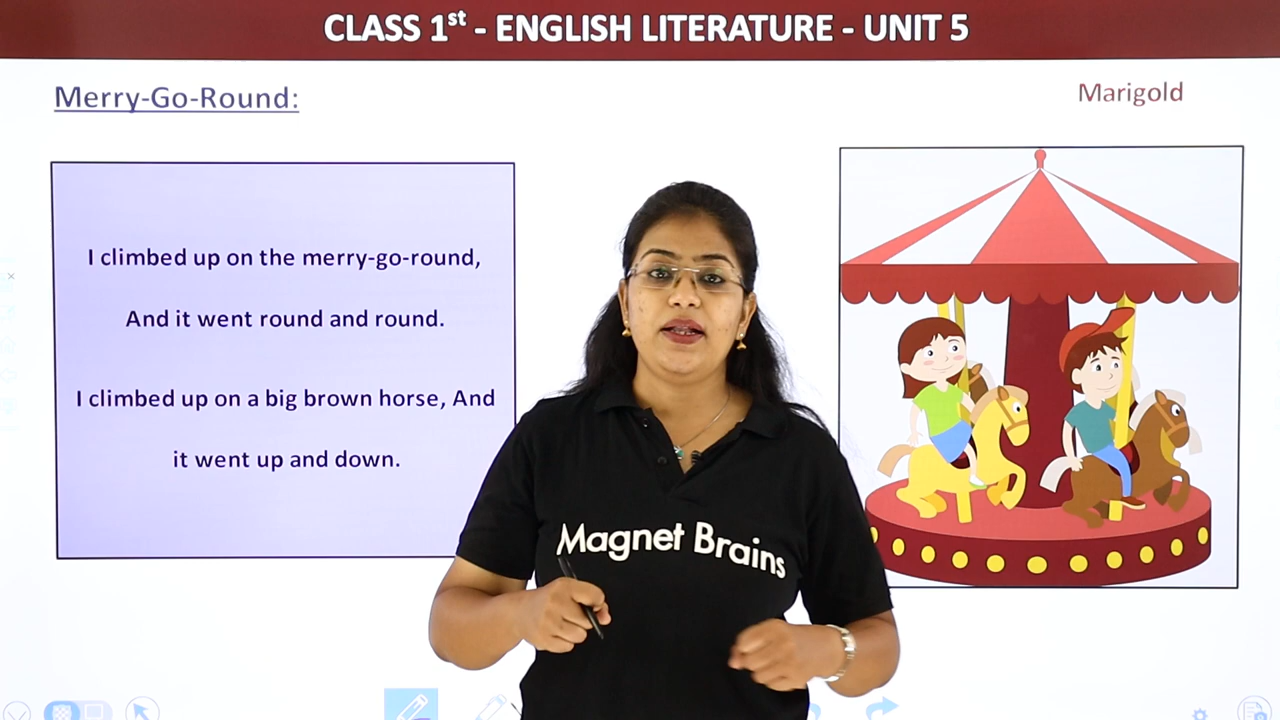 CLASS 1st - ENGLISH LITERATURE - UNIT 5
Merry-Go-Round:
Marigold
I climbed up on the merry-go-round,
And it went round and round.
I climbed up on a big brown horse, And
it went up and down.
Magnet Brains